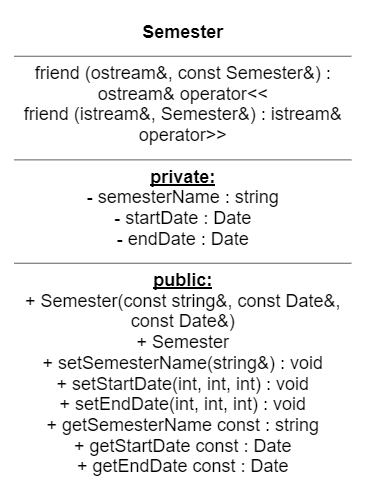 Semester
friend (ostream&, const Semester&) :
ostream& operator<<
friend (istream&, Semester&) : istream&
operator>>
private:
- semesterName : string
- startDate : Date
- endDate : Date
public:
+ Semester(const string&, const Date&,
const Date&)
+ Semester
+ setSemesterName(string&) : void
+ setStartDate(int, int, int) : void
+ setEndDate(int, int, int) : void
+ getSemesterName const : string
+ getStartDate const : Date
+ getEndDate const : Date